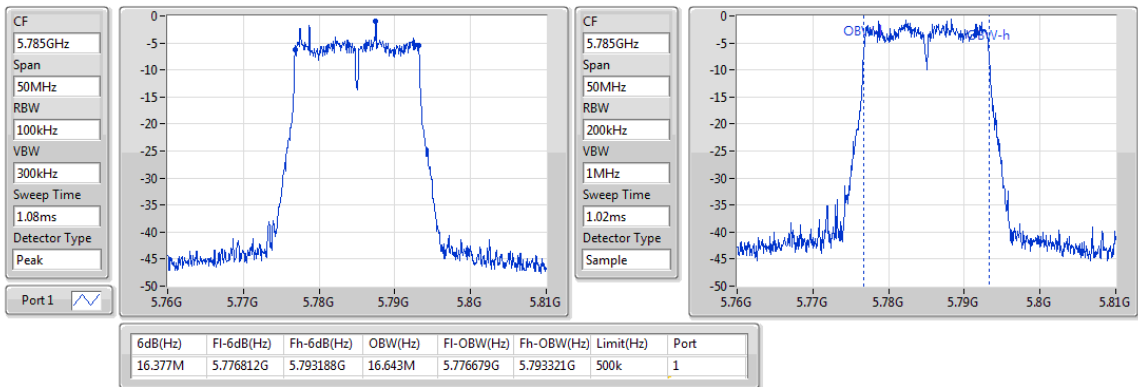 CF
5.785GHz
Span
50MHz
RBW
100kHz
VBW
300kHz
Sweep Time
1.08ms
Detector Type
Peak
Port 1
0-
-5-
-10-
-15-
-20-
-25-
-30-
-35-
-40-
-45-
-50-
5.76G 5.77G 5.78G 5.79G 5.8G 5.81G
CF
5.785GHz
Span
50MHz
RBW
200kHz
VBW
1MHz
Sweep Time
1.02ms
Detector Type
Sample
0-
-5-
-10-
-15-
-20-
-25-
-30-
-35-
-40-
-45-
-50-
5.76G 5.77G 5.78G 5.79G 5.8G 5.81G
6dB(Hz) Fl-6dB(Hz) Fh-6dB(Hz) OBW(Hz) Fl-OBW(Hz) Fh-OBW(Hz) Limit(Hz) Port
16.377M 5.776812G 5.793188G 16.643M 5.776679G 5.793321G 500k 1